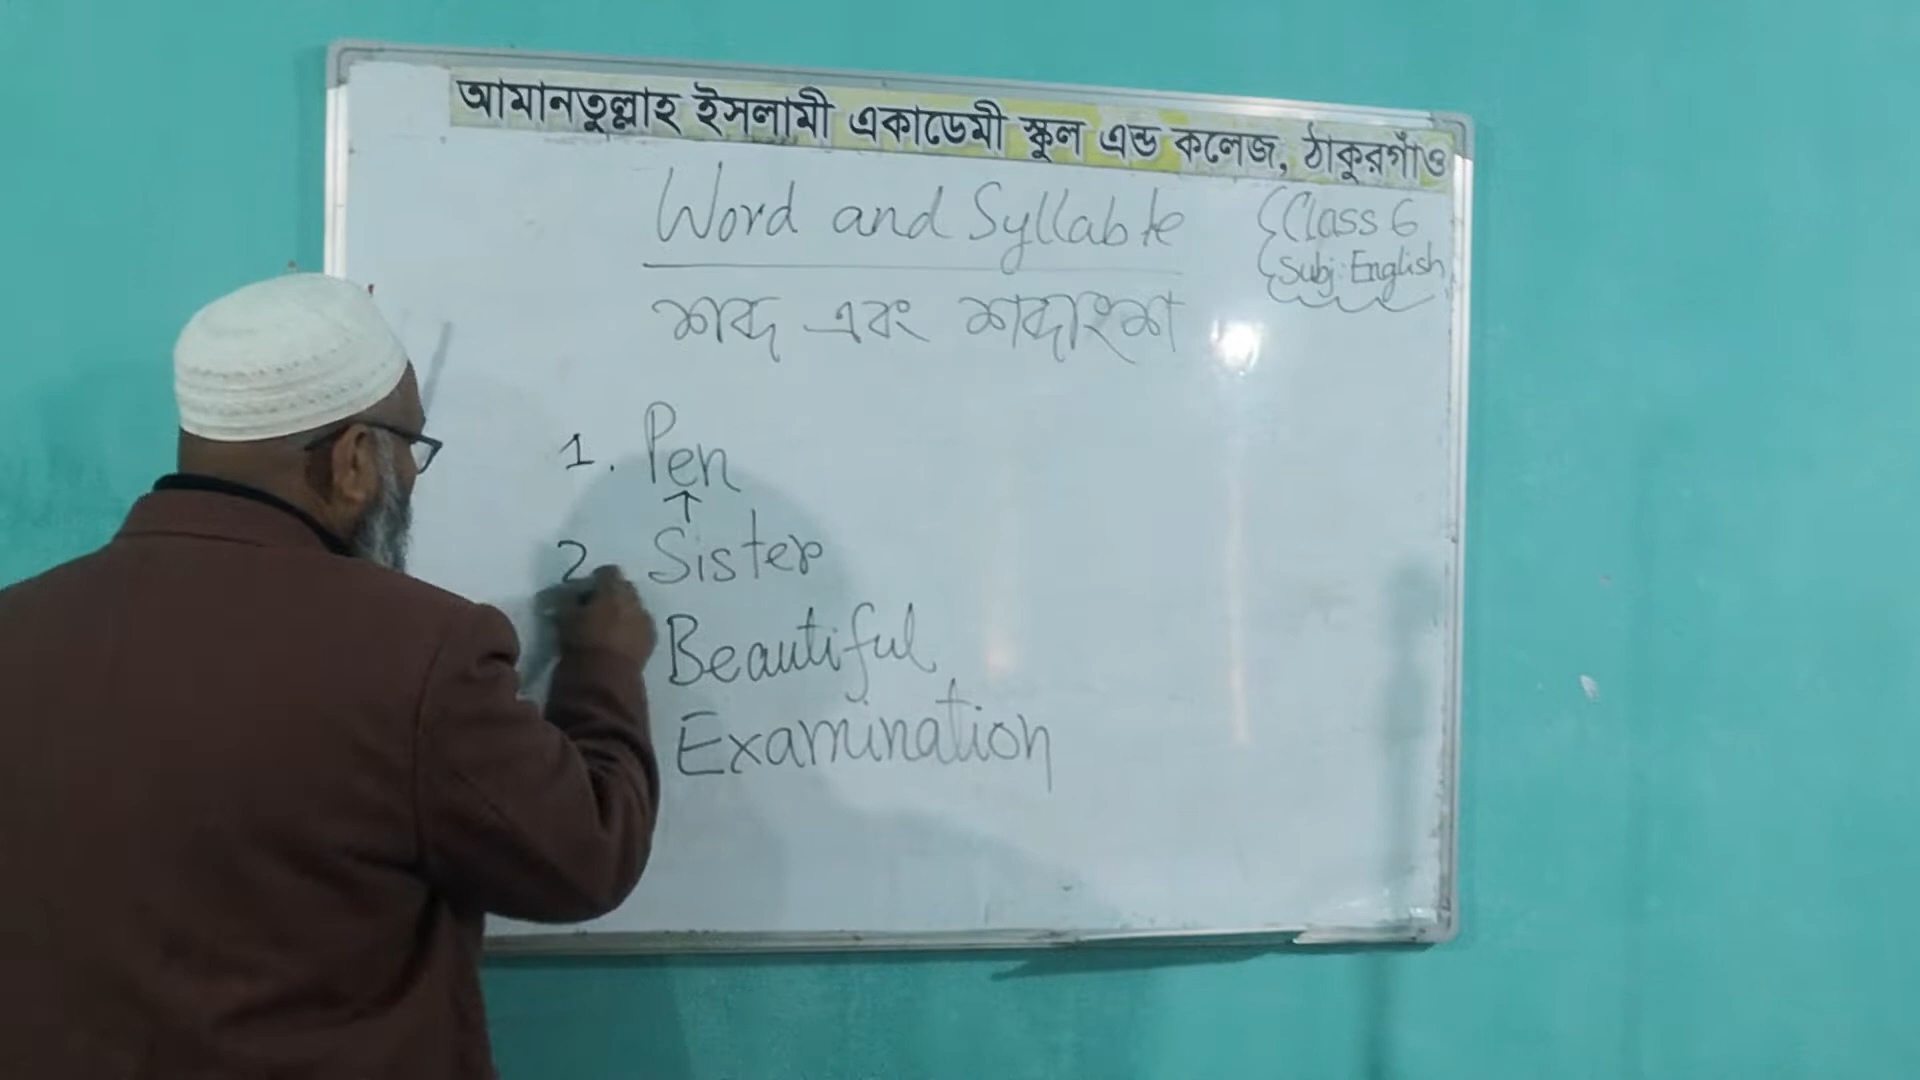 আমানতুল্লাহ ইসলামী একাডেমী স্কুল এন্ড কলেজ, ঠাকুরগাঁও
Word and Syllable
{Class 6
{Subj: English
শব্দ এবং শব্দাংশ
1. Pen
↑
2. Sister
Beautiful
Examination